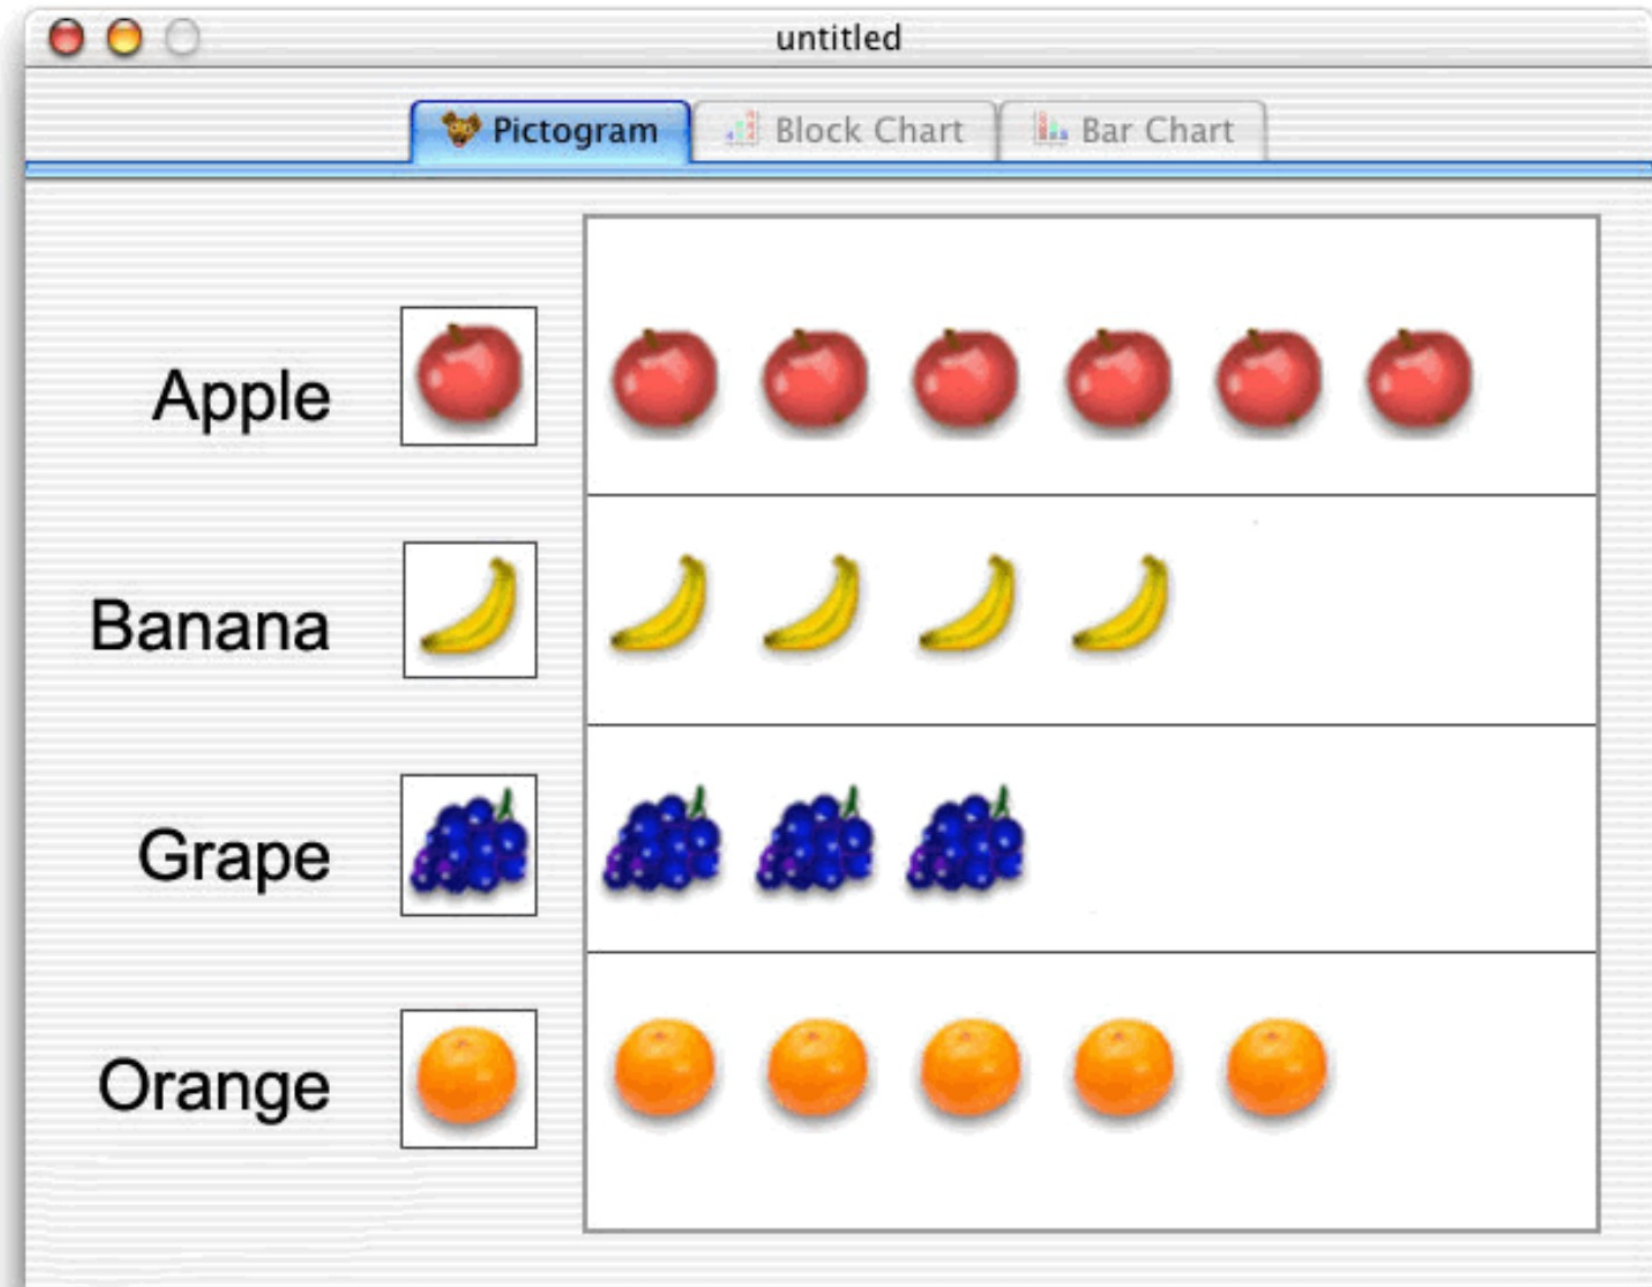 untitled
Pictogram Block Chart Bar Chart
Apple
Banana
Grape
Orange